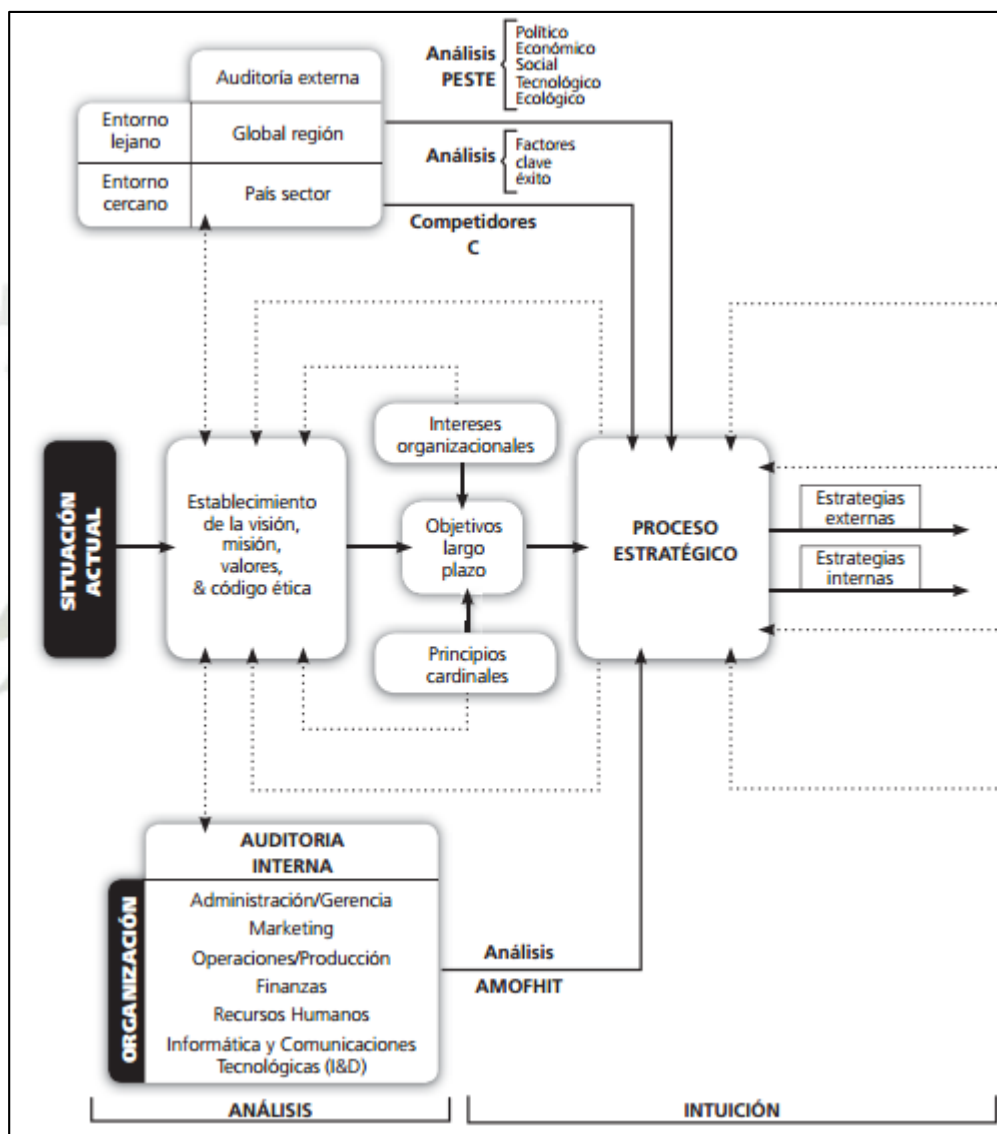 Auditoría externa
Entorno
lejano
Global región
Entorno
cercano
País sector
Análisis
PESTE
Político
Económico
Social
Tecnológico
Ecológico
Análisis
Factores
clave
éxito
Competidores
C
SITUACIÓN
ACTUAL
Establecimiento
de la visión,
misión,
valores,
& código ética
Intereses
organizacionales
Objetivos
largo
plazo
Principios
cardinales
PROCESO
ESTRATÉGICO
Estrategias
externas
Estrategias
internas
ORGANIZACIÓN
AUDITORIA
INTERNA
Administración/Gerencia
Marketing
Operaciones/Producción
Finanzas
Recursos Humanos
Informática y Comunicaciones
Tecnológicas (I&D)
Análisis
AMOFHIT
ANÁLISIS
INTUICIÓN